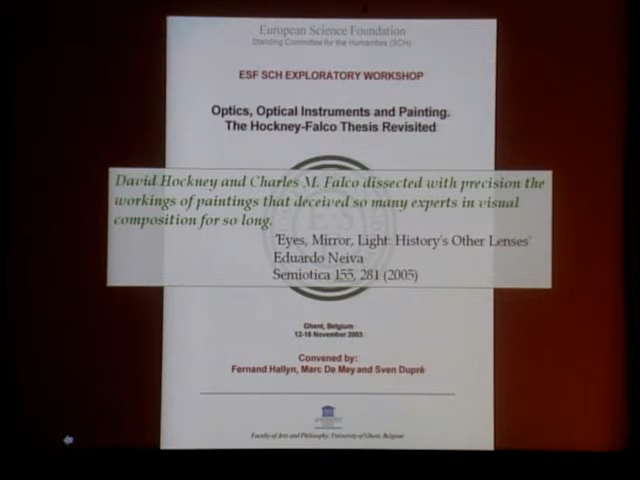 European Science Foundation
Standing Committee for the Humanities (SCH)
ESF SCH EXPLORATORY WORKSHOP
Optics, Optical Instruments and Painting.
The Hockney-Falco Thesis Revisited
David Hockney and Charles M. Falco dissected with precision the
workings of paintings that deceived so many experts in visual
composition for so long.
'Eyes, Mirror, Light: History's Other Lenses'
Eduardo Neiva
Semiotica 155, 281 (2005)
Ghent, Belgium
12-15 November 2003
Convened by:
Fernand Hallyn, Marc De Mey and Sven Dupré
Faculty of Arts and Philosophy, University of Ghent, Belgium